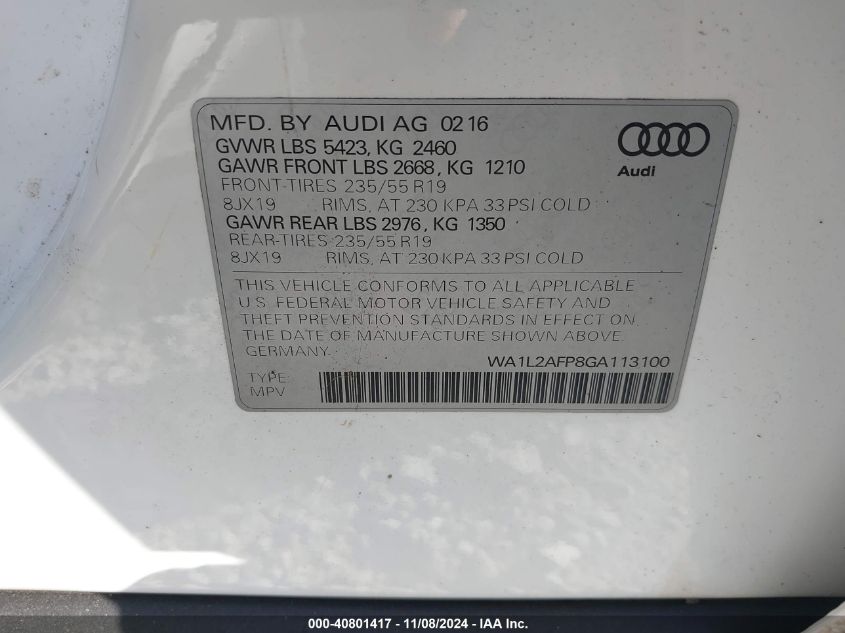 MFD. BY AUDI AG 02 16
GVWR LBS 5423, KG 2460
GAWR FRONT LBS 2668, KG 1210
FRONT-TIRES 235/55 R19
8JX19 RIMS, AT 230 KPA 33 PSI COLD
GAWR REAR LBS 2976, KG 1350
REAR-TIRES 235/55 R19
8JX19 RIMS, AT 230 KPA 33 PSI COLD
Audi
THIS VEHICLE CONFORMS TO ALL APPLICABLE
U.S. FEDERAL MOTOR VEHICLE SAFETY AND
THEFT PREVENTION STANDARDS IN EFFECT ON
THE DATE OF MANUFACTURE SHOWN ABOVE
GERMANY
WA1L2AFP8GA113100
TYPE:
MPV
000-40801417 - 11/08/2024 - IAA Inc.